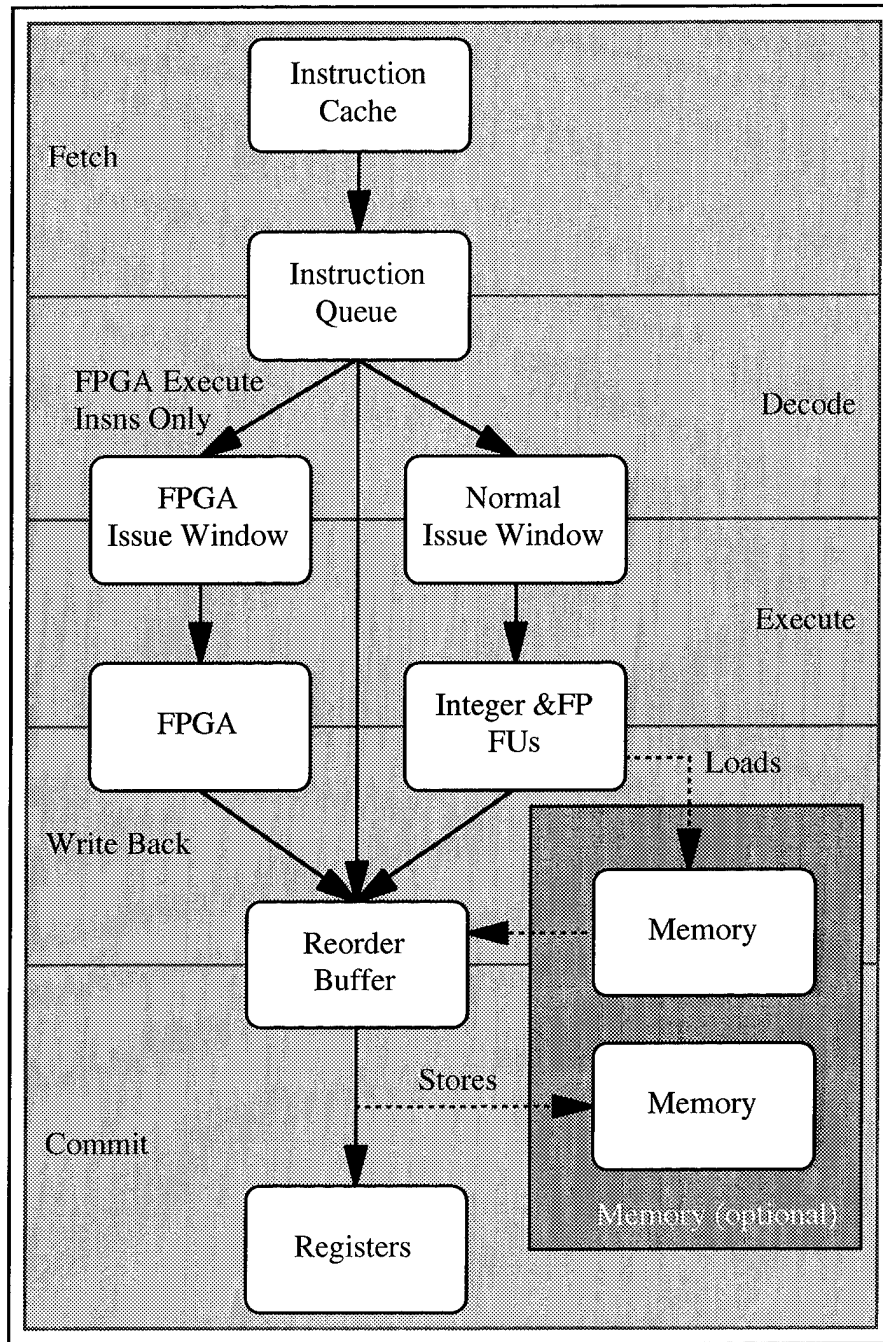 Instruction
Cache
Fetch
Instruction
Queue
FPGA Execute
Insns Only
Decode
FPGA
Issue Window
Normal
Issue Window
Execute
FPGA
Integer &FP
FUs
Loads
Write Back
Reorder
Buffer
Memory
Stores
Memory
Commit
Memory (optional)
Registers